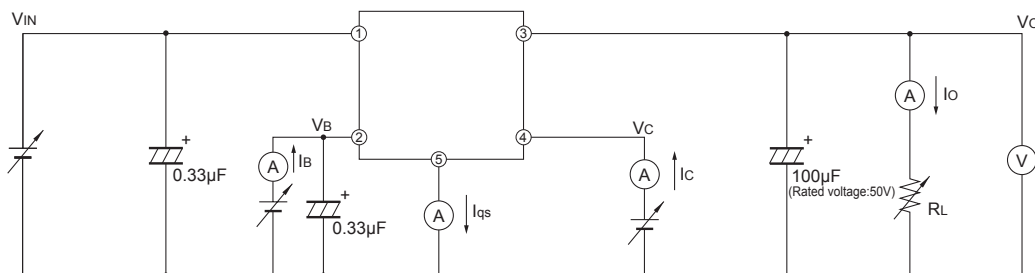 VIN
1
3
VO
A
IO
VB
2
4
VC
+
+
A
IB
+
5
A
IC
0.33µF
100µF
(Rated voltage:50V)
V
0.33µF
A
Iqs
RL